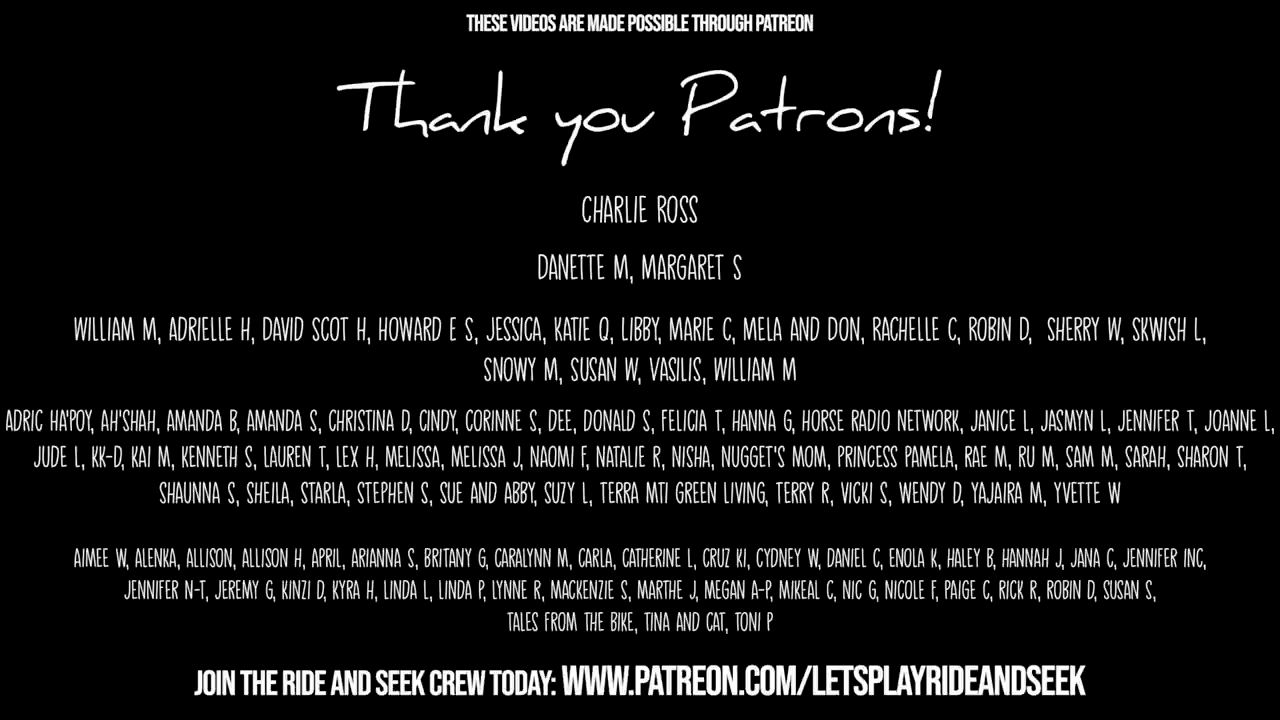 THESE VIDEOS ARE MADE POSSIBLE THROUGH PATREON
Thank you Patrons!
CHARLIE ROSS
DANETTE M, MARGARET S
WILLIAM M, ADRIELLE H, DAVID SCOT H, HOWARD E S, JESSICA, KATIE Q, LIBBY, MARIE C, MELA AND DON, RACHELLE C, ROBIN D, SHERRY W, SKWISH L,
SNOWY M, SUSAN W, VASILIS, WILLIAM M
ADRIC HA'POY, AH'SHAH, AMANDA B, AMANDA S, CHRISTINA D, CINDY, CORINNE S, DEE, DONALD S, FELICIA T, HANNA G, HORSE RADIO NETWORK, JANICE L, JASMYN L, JENNIFER T, JOANNE L,
JUDE L, KK-D, KAI M, KENNETH S, LAUREN T, LEX H, MELISSA, MELISSA J, NAOMI F, NATALIE R, NISHA, NUGGET'S MOM, PRINCESS PAMELA, RAE M, RU M, SAM M, SARAH, SHARON T,
SHAUNNA S, SHEILA, STARLA, STEPHEN S, SUE AND ABBY, SUZY L, TERRA MTI GREEN LIVING, TERRY R, VICKI S, WENDY D, YAJAIRA M, YVETTE W
AIMEE W, ALENKA, ALLISON, ALLISON H, APRIL, ARIANNA S, BRITANY G, CARALYNN M, CARLA, CATHERINE L, CRUZ KJ, CYDNEY W, DANIEL C, ENOLA K, HALEY B, HANNAH J, JANA C, JENNIFER INC,
JENNIFER N-T, JEREMY G, KINZI D, KYRA H, LINDA L, LINDA P, LYNNE R, MACKENZIE S, MARTHE J, MEGAN A-P, MIKEAL C, NIC G, NICOLE F, PAIGE C, RICK R, ROBIN D, SUSAN S,
TALES FROM THE BIKE, TINA AND CAT, TONI P
JOIN THE RIDE AND SEEK CREW TODAY: WWW.PATREON.COM/LETSPLAYRIDEANDSEEK